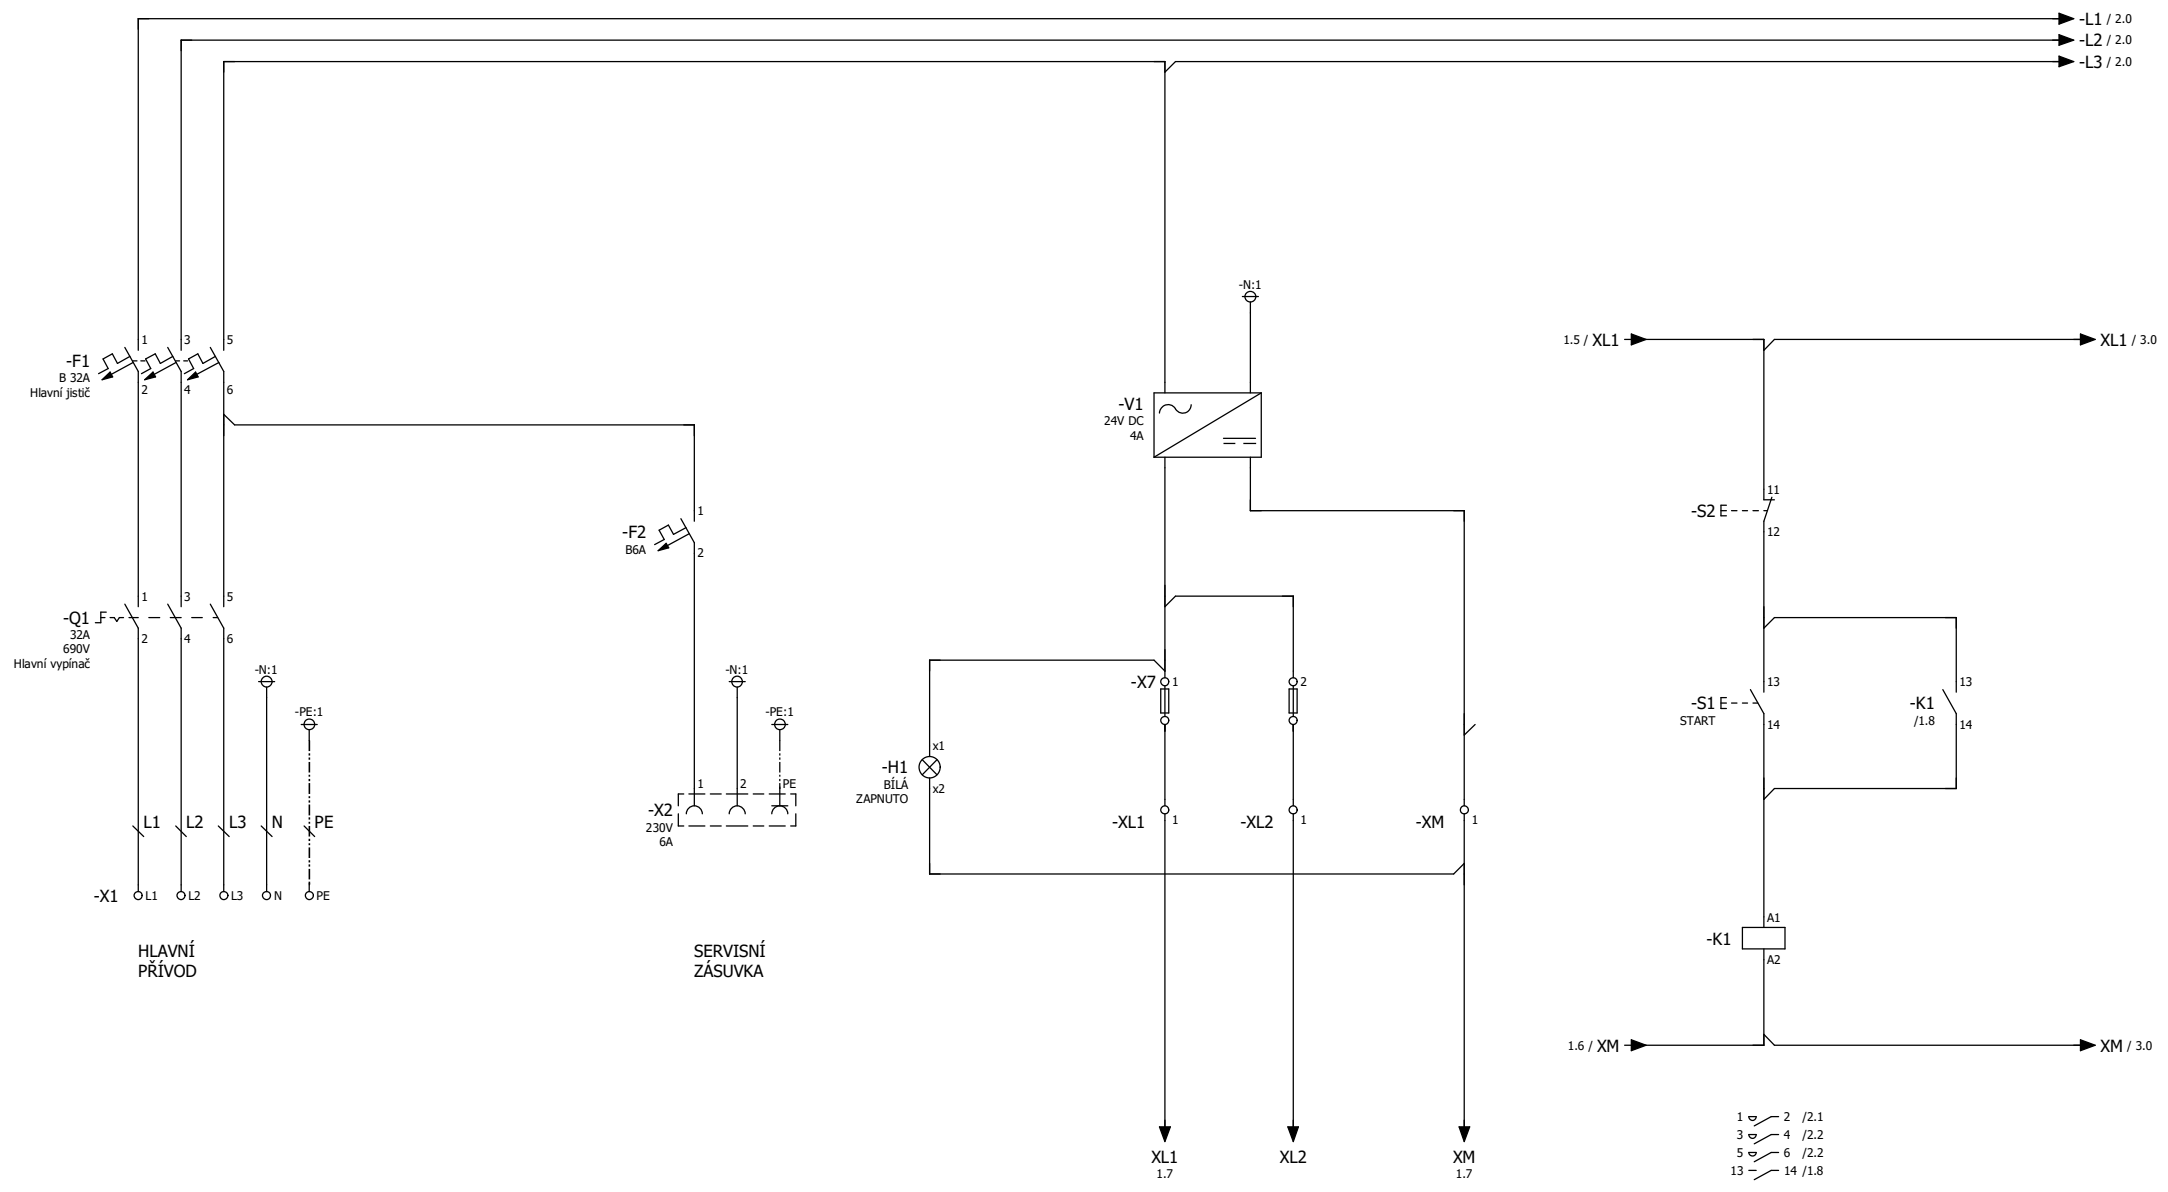 -L1 / 2.0
-L2 / 2.0
-L3 / 2.0
-N:1
1 3 5
-F1
B 32A
Hlavní jistič
2 4 6
1.5 / XL1
XL1 / 3.0
-V1
24V DC
4A
11
-S2
12
1
-F2
B6A
2
1 3 5
-Q1
32A
690V
Hlavní vypínač
2 4 6
-N:1
-PE:1
-N:1
-PE:1
-X7 1 2
13
-S1
START
14
13
-K1
/1.8
14
x1
-H1
BÍLÁ
ZAPNUTO
x2
1 2 PE
-X2
230V
6A
L1 L2 L3 N PE
-XL1 1
-XL2 1
-XM 1
-X1 L1 L2 L3 N PE
A1
-K1
A2
HLAVNÍ
PŘÍVOD
SERVISNÍ
ZÁSUVKA
1.6 / XM
XM / 3.0
XL1
1.7
XL2
XM
1.7
1 2 /2.1
3 4 /2.2
5 6 /2.2
13 14 /1.8